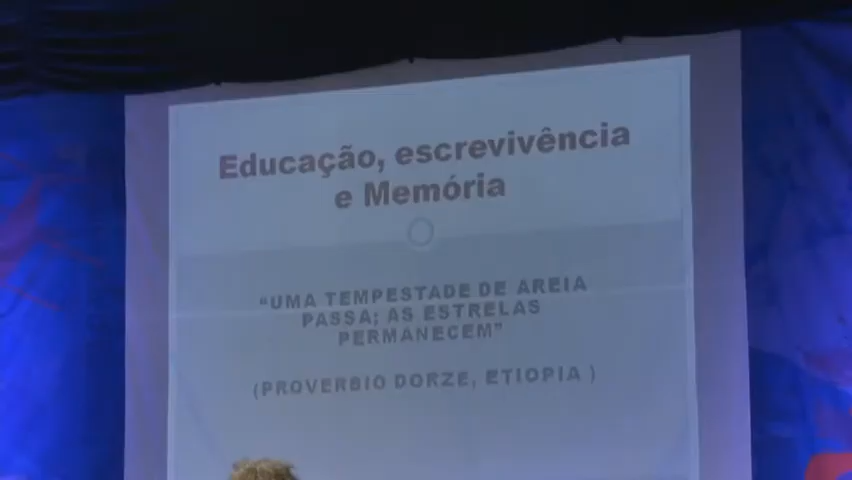 Educação, escrevivência
e Memória
“UMA TEMPESTADE DE AREIA
PASSA; AS ESTRELAS
PERMANECEM”
(PROVERBIO DORZE, ETIOPIA )